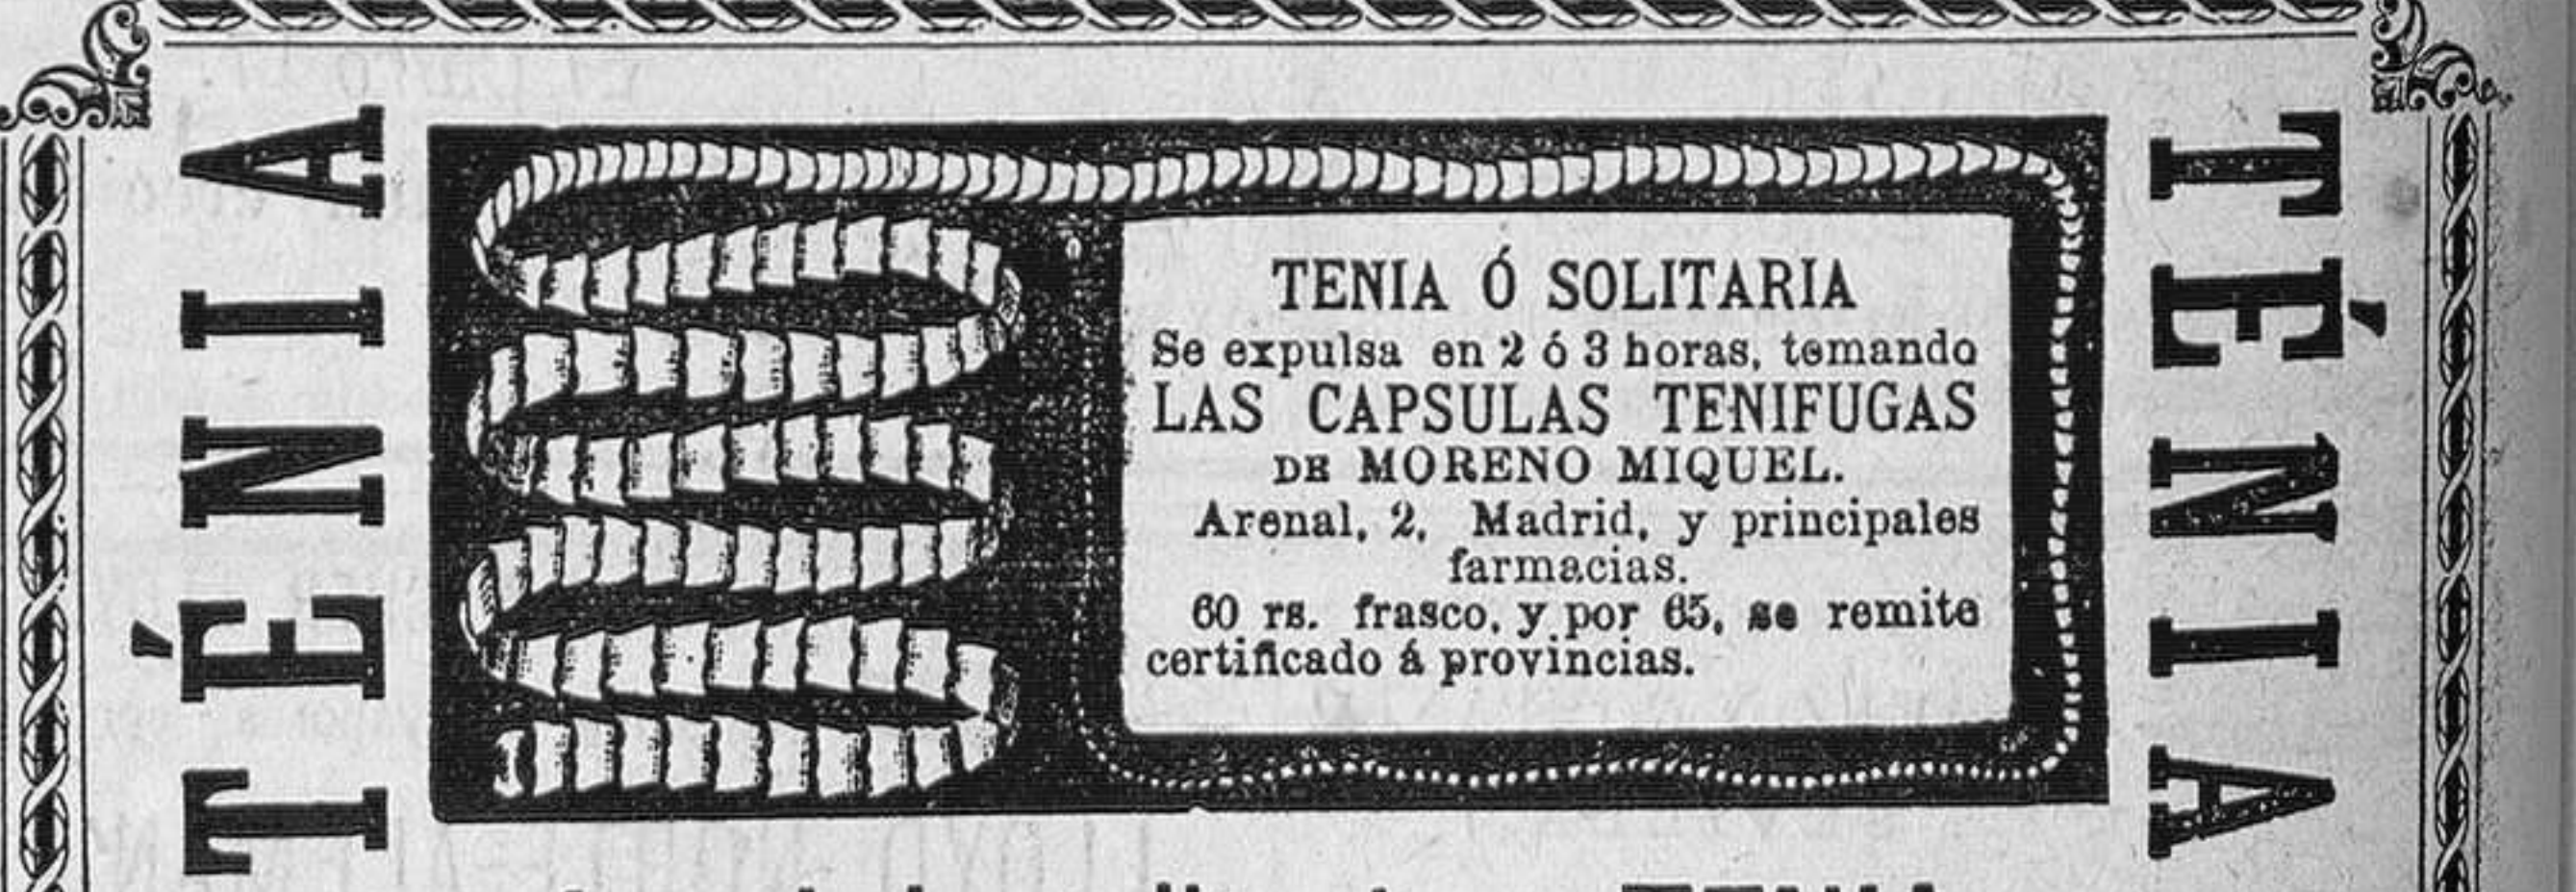 TÉNIA
TENIA Ó SOLITARIA
Se expulsa en 2 ó 3 horas, temando
LAS CAPSULAS TENIFUGAS
DE MORENO MIQUEL.
Arenal, 2, Madrid, y principales
farmacias.
60 rs. frasco, y por 65, se remite
certificado á provincias.
TÉNIA